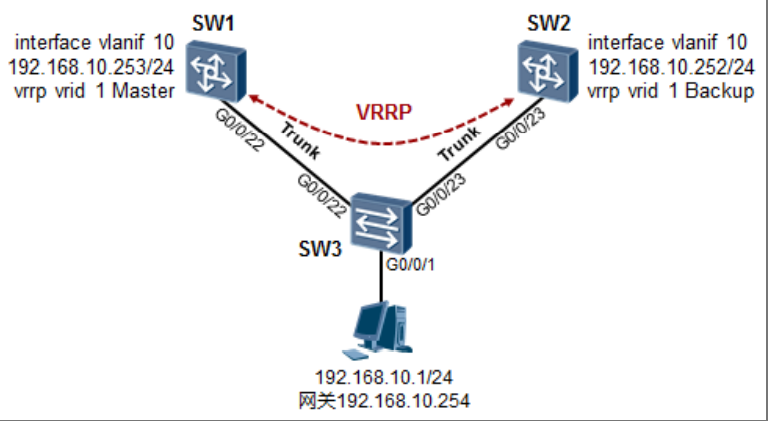 SW1
interface vlanif 10
192.168.10.253/24
vrrp vrid 1 Master
SW2
interface vlanif 10
192.168.10.252/24
vrrp vrid 1 Backup
VRRP
G0/0/22
Trunk
G0/0/22
Trunk
G0/0/23
G0/0/23
SW3
G0/0/1
192.168.10.1/24
网关192.168.10.254